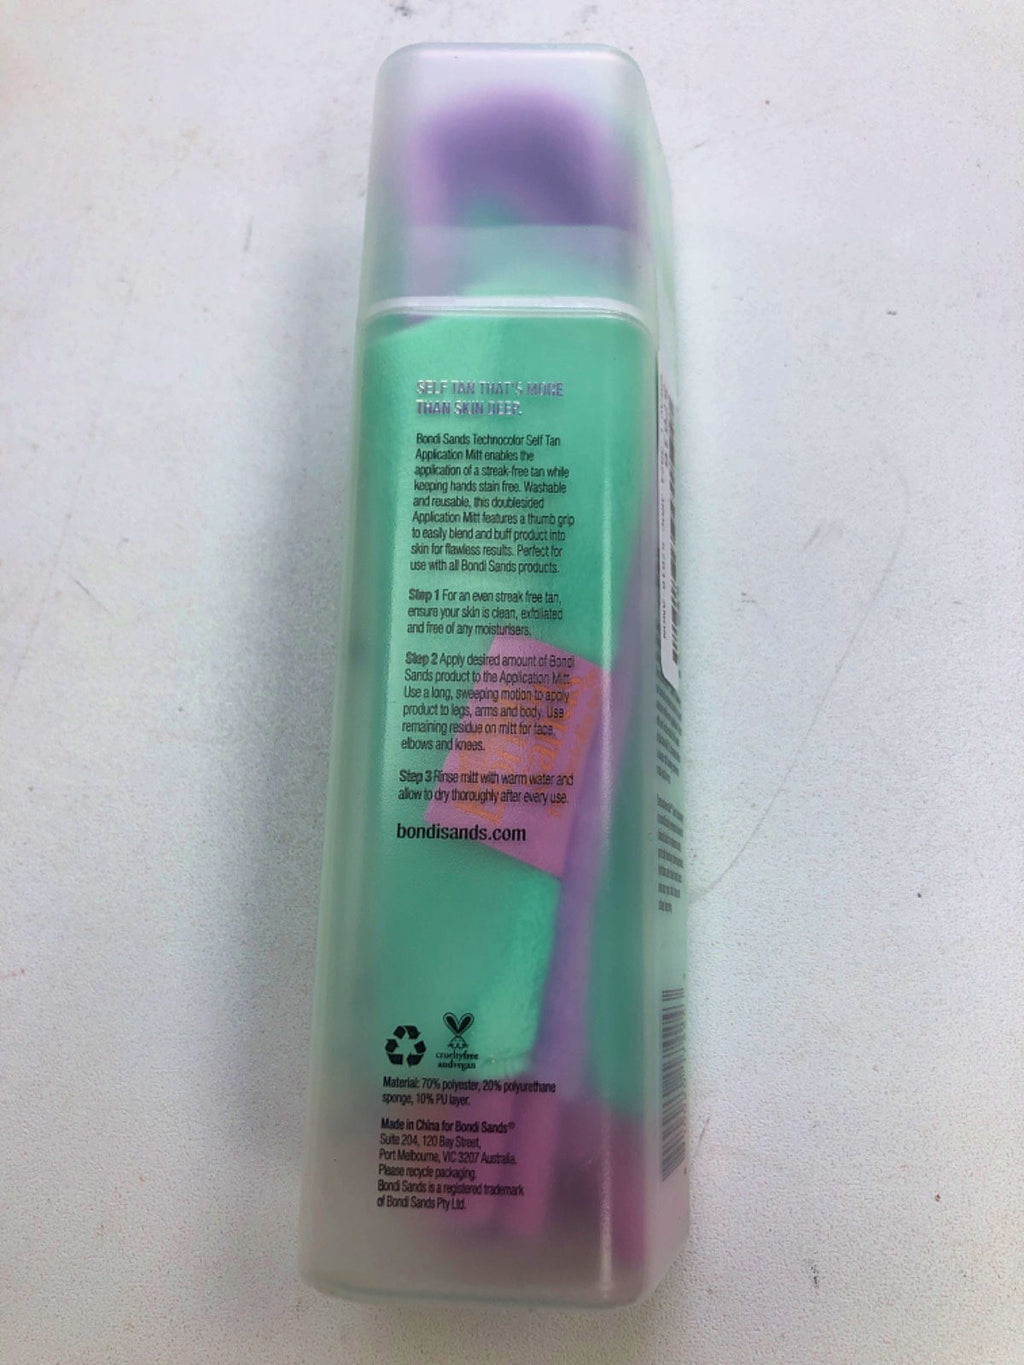 SELF TAN THAT'S MORE
THAN SKIN DEEP.
Bondi Sands Technocolor Self Tan
Application Mitt enables the
application of a streak-free tan while
keeping hands stain free. Washable
and reusable, this doublesided
Application Mitt features a thumb grip
to easily blend and buff product into
skin for flawless results. Perfect for
use with all Bondi Sands products.
Step 1 For an even streak free tan,
ensure your skin is clean, exfoliated
and free of any moisturisers.
Step 2 Apply desired amount of Bondi
Sands product to the Application Mitt.
Use a long, sweeping motion to apply
product to legs, arms and body. Use
remaining residue on mitt for face,
elbows and knees.
Step 3 Rinse mitt with warm water and
allow to dry thoroughly after every use.
bondisands.com
crueltyfree
andvegan
Material: 70% polyester, 20% polyurethane
sponge, 10% PU layer.
Made in China for Bondi Sands®
Suite 204, 120 Bay Street,
Port Melbourne, VIC 3207 Australia.
Please recycle packaging.
Bondi Sands is a registered trademark
of Bondi Sands Pty Ltd.